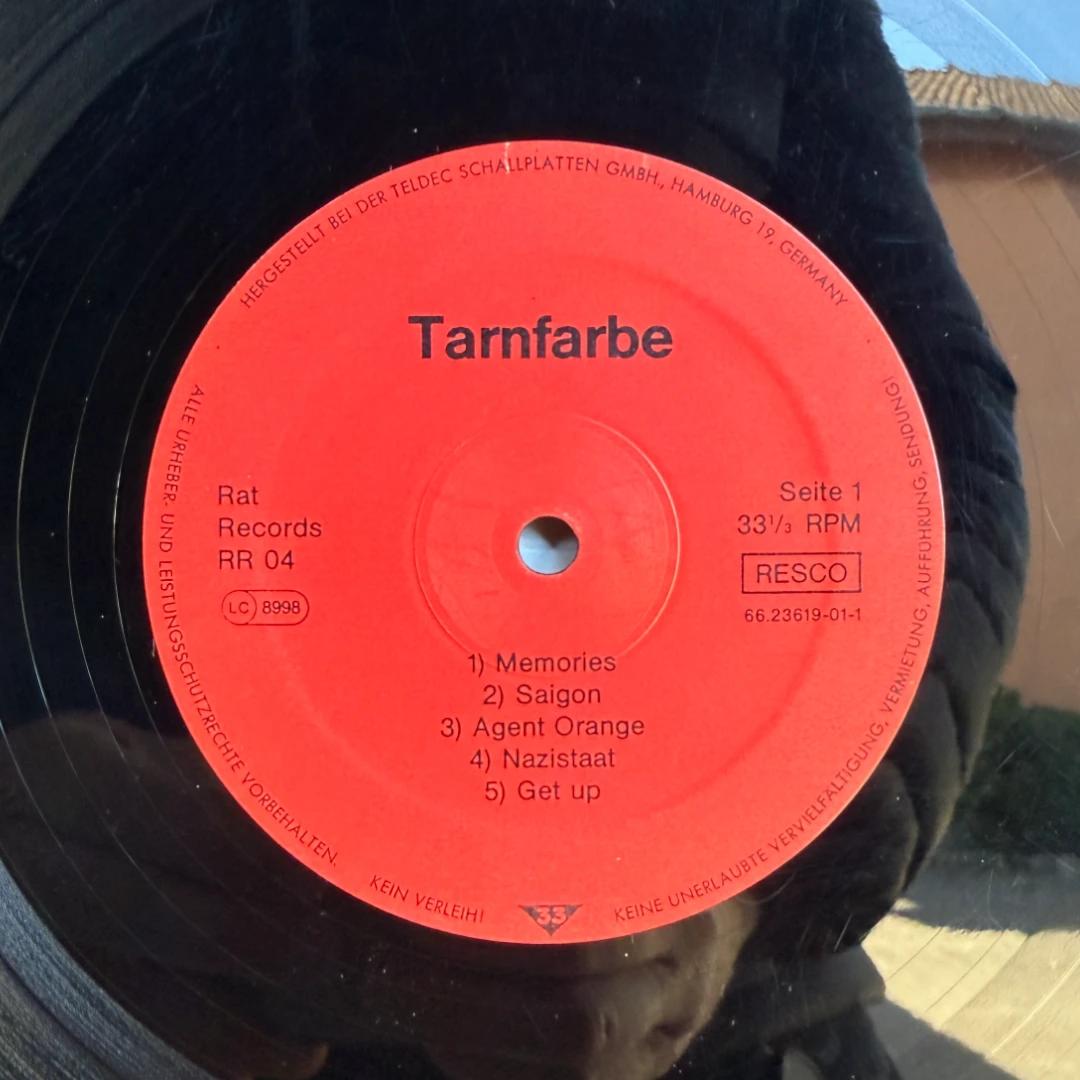 HERGESTELLT BEI DER TELDEC SCHALLPLATTEN GMBH., HAMBURG 19, GERMANY
Tarnfarbe
Rat
Records
RR 04
LC 8998
Seite 1
33¹/₃ RPM
RESCO
66.23619-01-1
1) Memories
2) Saigon
3) Agent Orange
4) Nazistaat
5) Get up
ALLE URHEBER- UND LEISTUNGSSCHUTZRECHTE VORBEHALTEN.
KEIN VERLEIH!
33
KEINE UNERLAUBTE VERVIELFÄLTIGUNG, VERMIETUNG, AUFFÜHRUNG, SENDUNG!